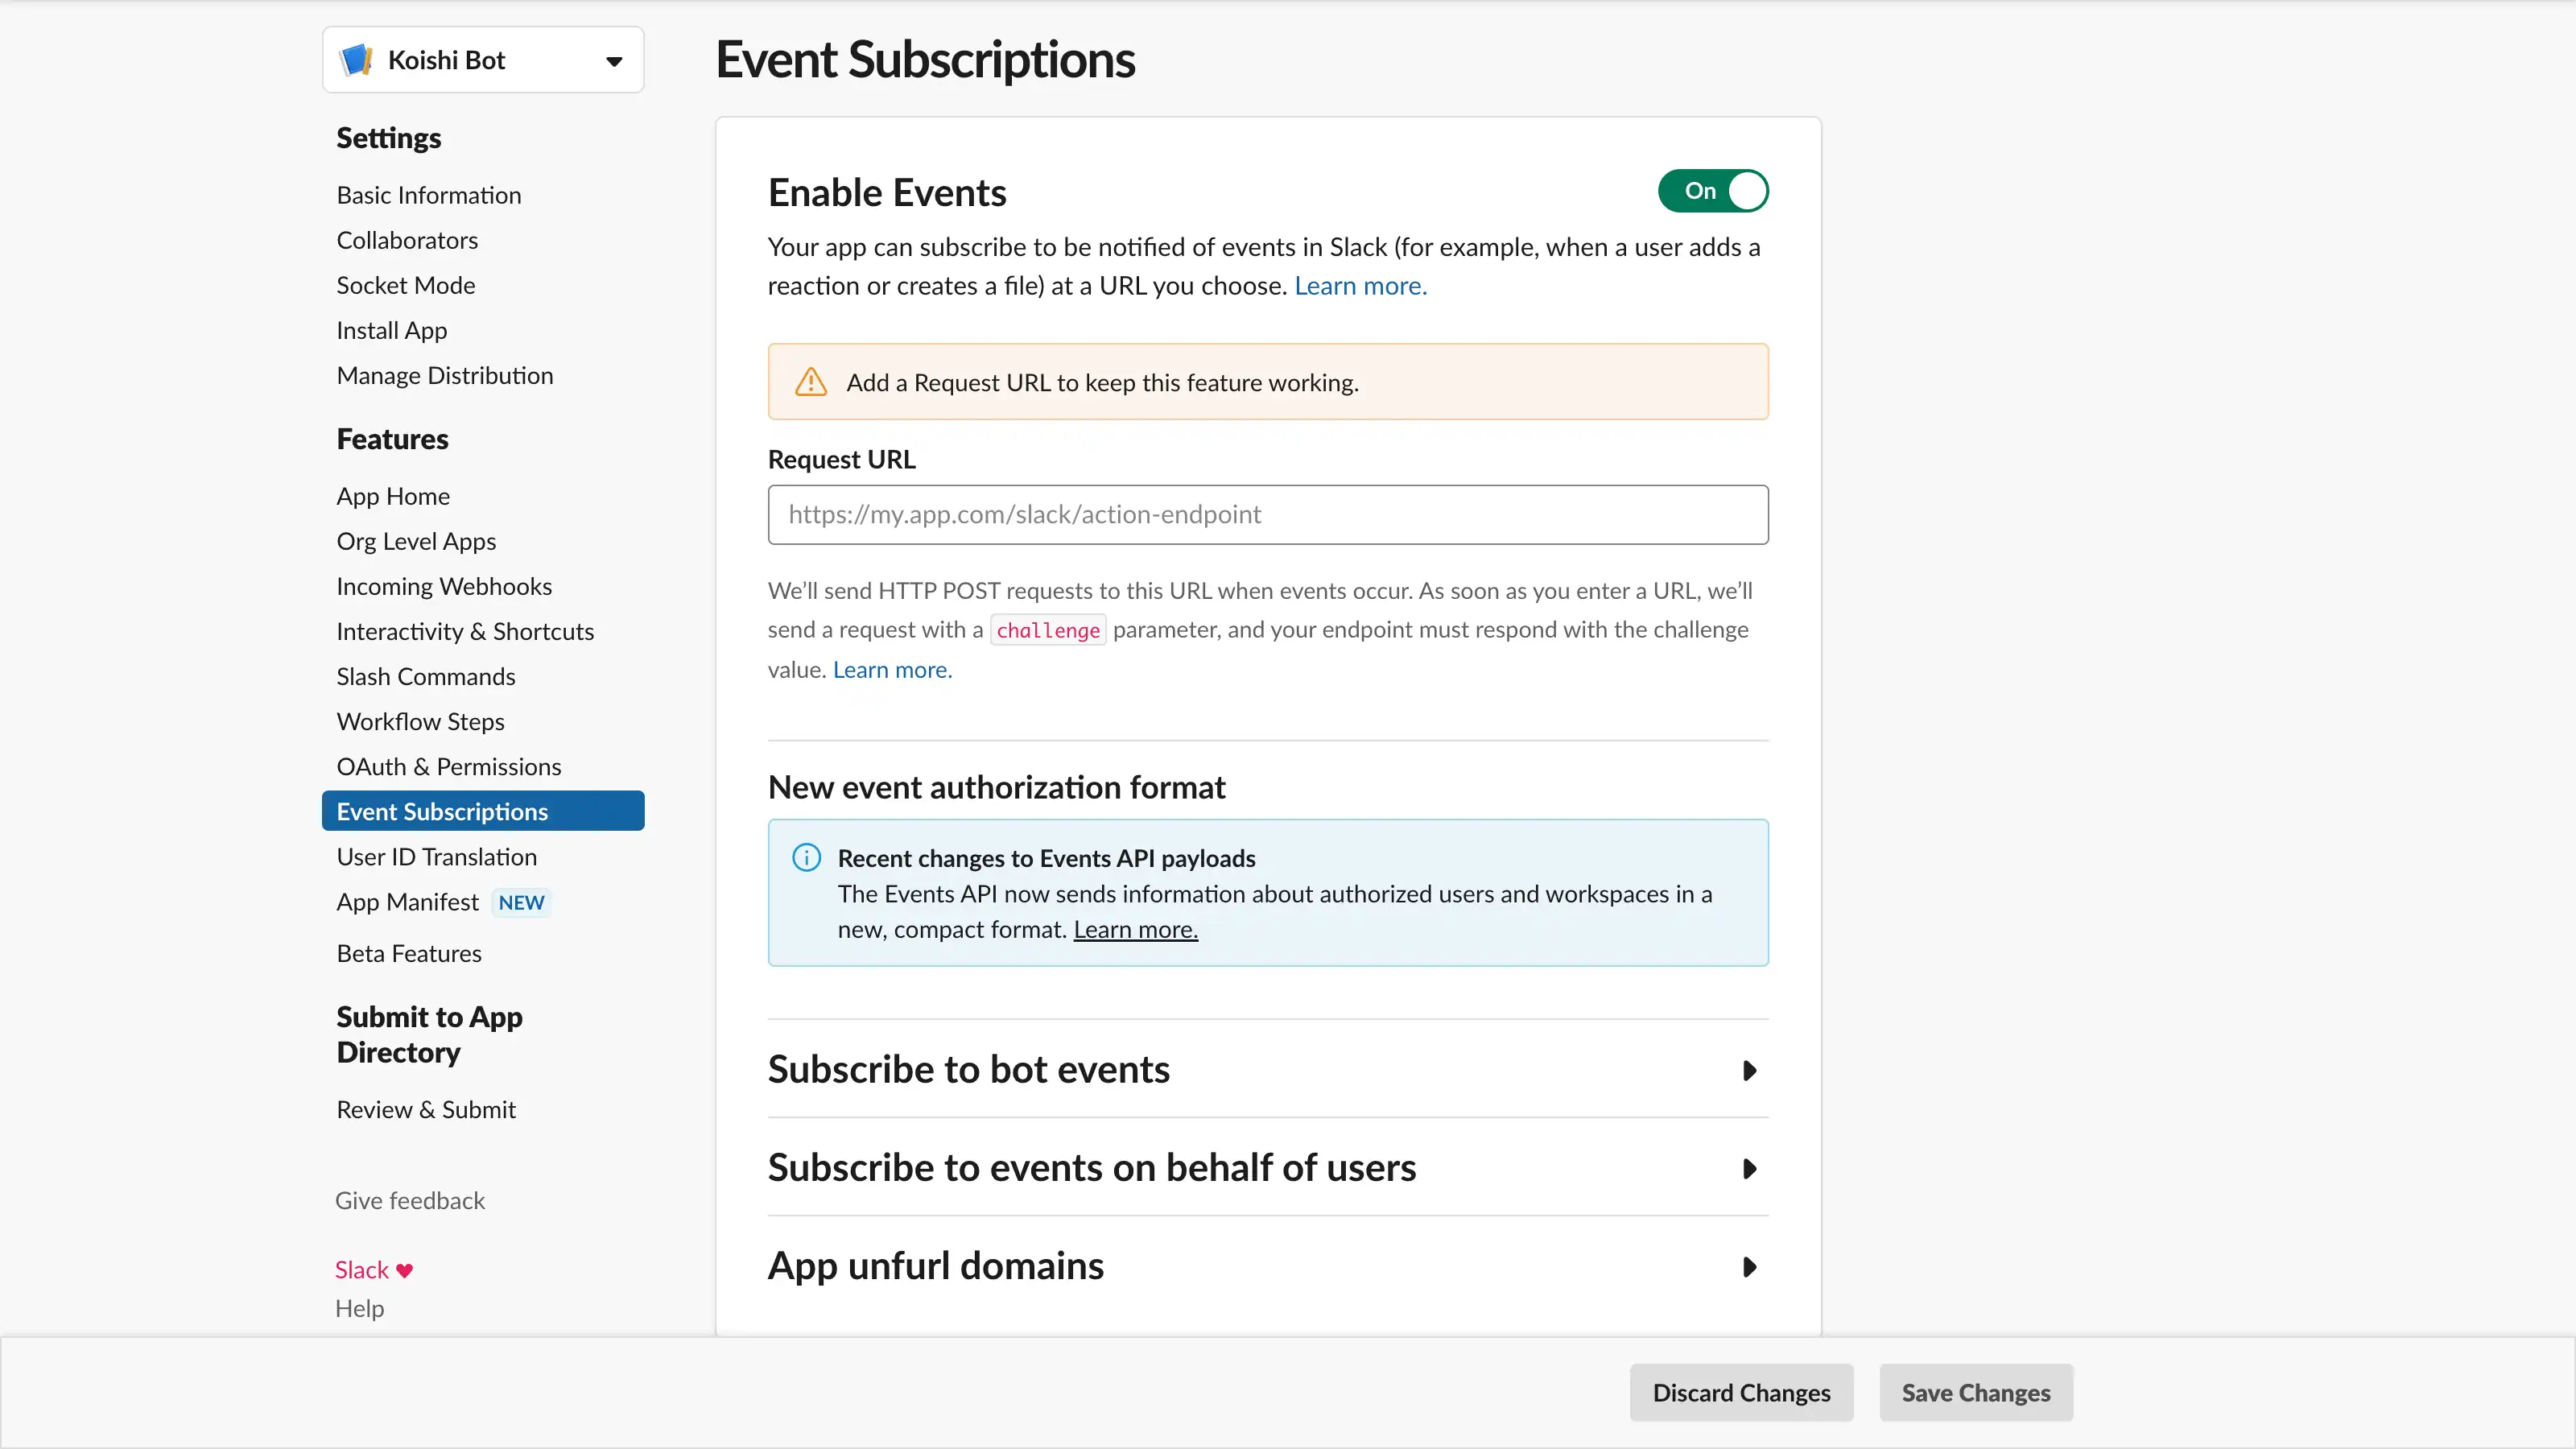 Koishi Bot
Settings
Basic Information
Collaborators
Socket Mode
Install App
Manage Distribution
Features
App Home
Org Level Apps
Incoming Webhooks
Interactivity & Shortcuts
Slash Commands
Workflow Steps
OAuth & Permissions
Event Subscriptions
User ID Translation
App Manifest NEW
Beta Features
Submit to App
Directory
Review & Submit
Give feedback
Slack ♥
Help
Event Subscriptions
Enable Events
On
Your app can subscribe to be notified of events in Slack (for example, when a user adds a
reaction or creates a file) at a URL you choose. Learn more.
Add a Request URL to keep this feature working.
Request URL
https://my.app.com/slack/action-endpoint
We’ll send HTTP POST requests to this URL when events occur. As soon as you enter a URL, we’ll
send a request with a challenge parameter, and your endpoint must respond with the challenge
value. Learn more.
New event authorization format
Recent changes to Events API payloads
The Events API now sends information about authorized users and workspaces in a
new, compact format. Learn more.
Subscribe to bot events
Subscribe to events on behalf of users
App unfurl domains
Discard Changes
Save Changes